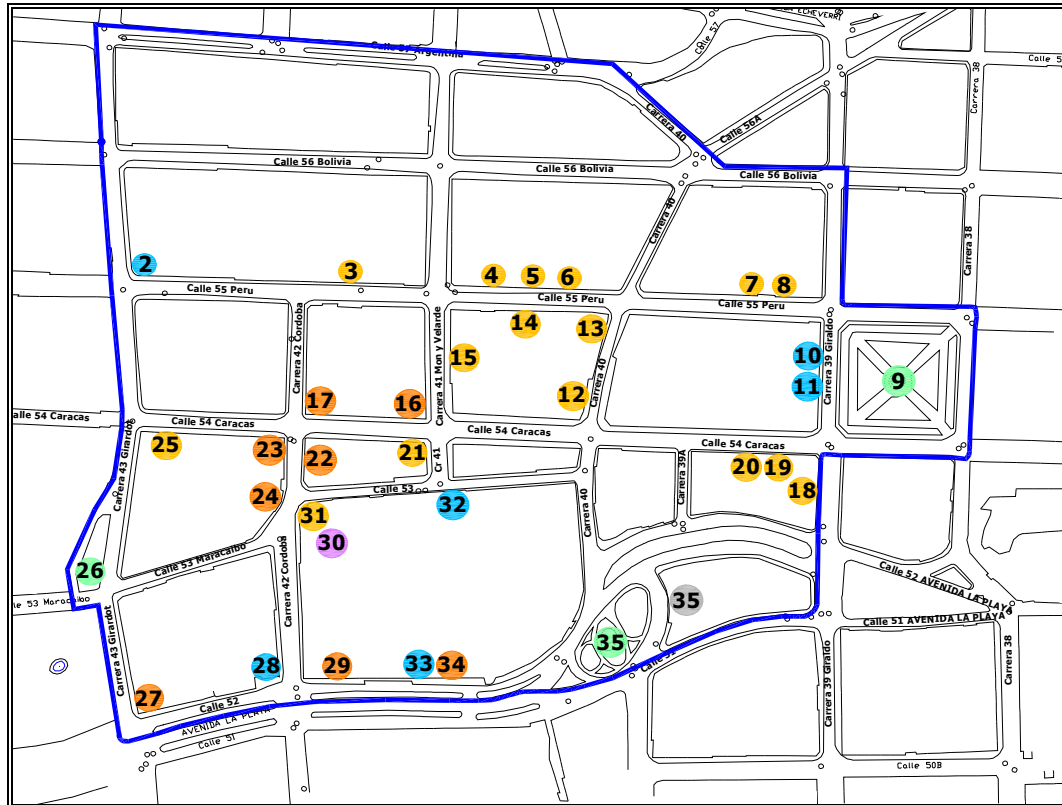 ECHEVERRI
Calle 57
Calle 57 Argentina
Carrera 38
Carrera 40
Calle 56A
Calle 56 Bolivia
Calle 56 Bolivia
Calle 56 Bolivia
Carrera 40
Carrera 38
2
3
4
5
6
7
8
Calle 55 Peru
Calle 55 Peru
Calle 55 Peru
Carrera 42 Cordoba
Carrera 41 Mon y Velarde
Carrera 39 Giraldo
14
13
15
10
11
9
12
Carrera 40
17
16
alle 54 Caracas
Calle 54 Caracas
Calle 54 Caracas
Calle 54 Caracas
Carrera 43 Girardot
25
23
22
21
Cr 41
Carrera 39A
20
19
18
24
Calle 53
31
32
Carrera 40
30
Calle 53 Maracaibo
Carrera 42 Cordoba
26
lle 53 Maracaibo
Calle 52 AVENIDA LA PLAYA
Calle 51 AVENIDA LA PLAYA
35
35
Carrera 43 Girardot
28
29
33
34
Calle 51
Carrera 39 Giraldo
Carrera 38
27
Calle 52
AVENIDA LA PLAYA
Calle 51
Calle 50B